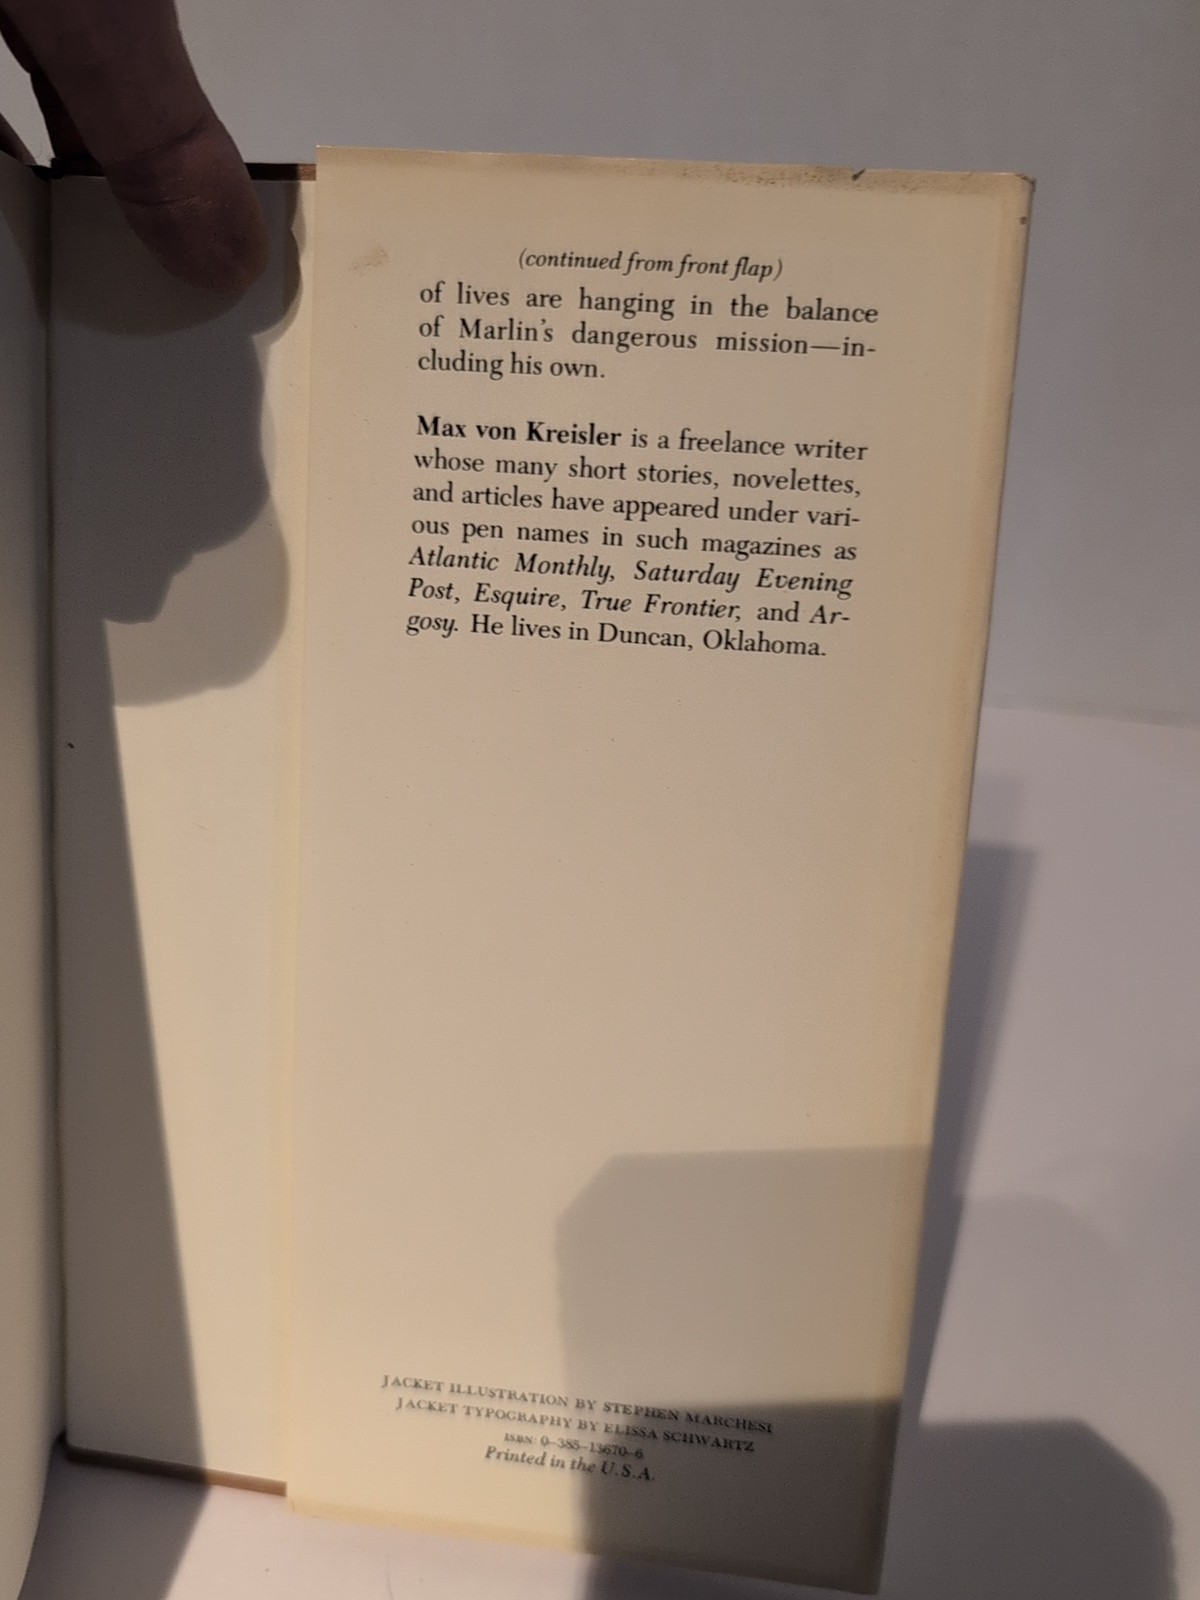 (continued from front flap)
of lives are hanging in the balance
of Marlin's dangerous mission—in-
cluding his own.
Max von Kreisler is a freelance writer
whose many short stories, novelettes,
and articles have appeared under vari-
ous pen names in such magazines as
Atlantic Monthly, Saturday Evening
Post, Esquire, True Frontier, and Ar-
gosy. He lives in Duncan, Oklahoma.
JACKET ILLUSTRATION BY STEPHEN MARCHESI
JACKET TYPOGRAPHY BY ELISSA SCHWARTZ
ISBN: 0-385-13670-6
Printed in the U.S.A.